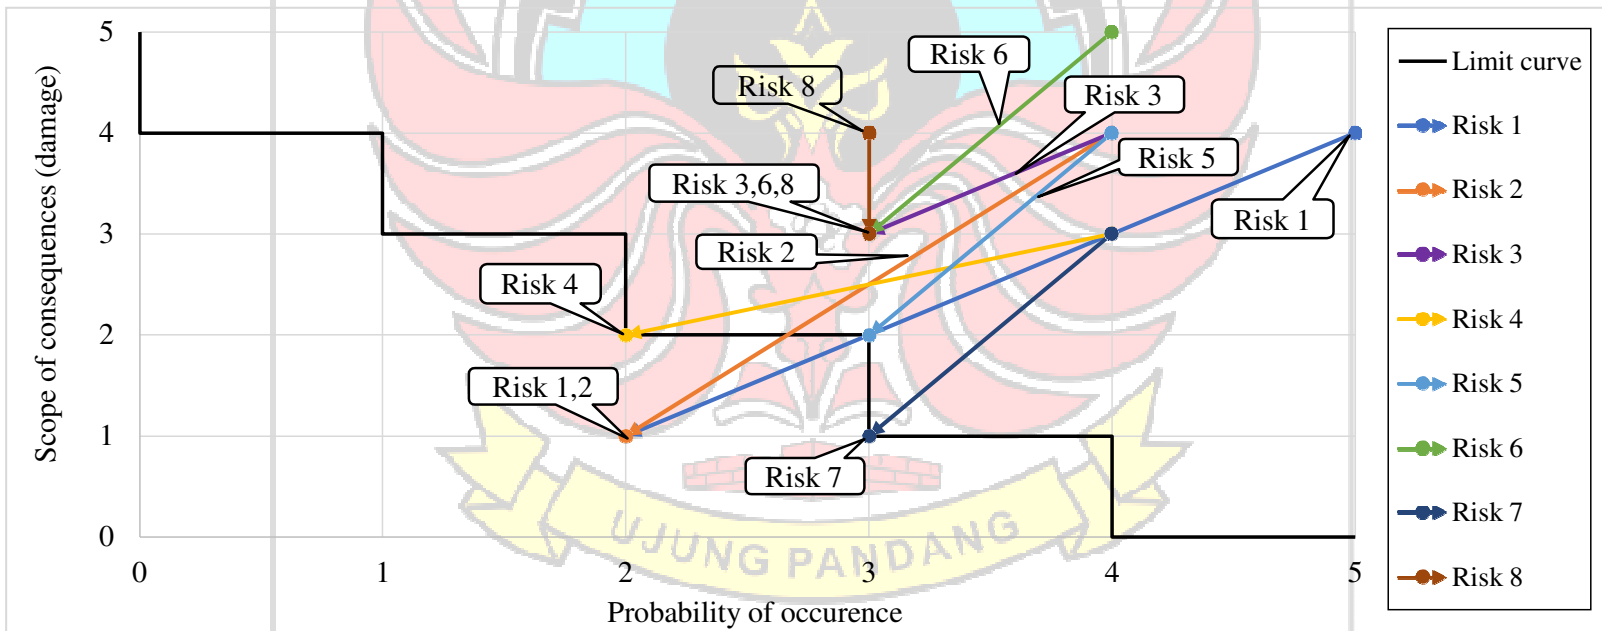 Scope of consequences (damage)
5
4
3
2
1
0
0 1 2 3 4 5
Probability of occurence
Risk 6
Risk 8
Risk 3
Risk 5
Risk 3,6,8
Risk 1
Risk 2
Risk 4
Risk 1,2
Risk 7
UJUNG PANDANG
Limit curve
Risk 1
Risk 2
Risk 3
Risk 4
Risk 5
Risk 6
Risk 7
Risk 8